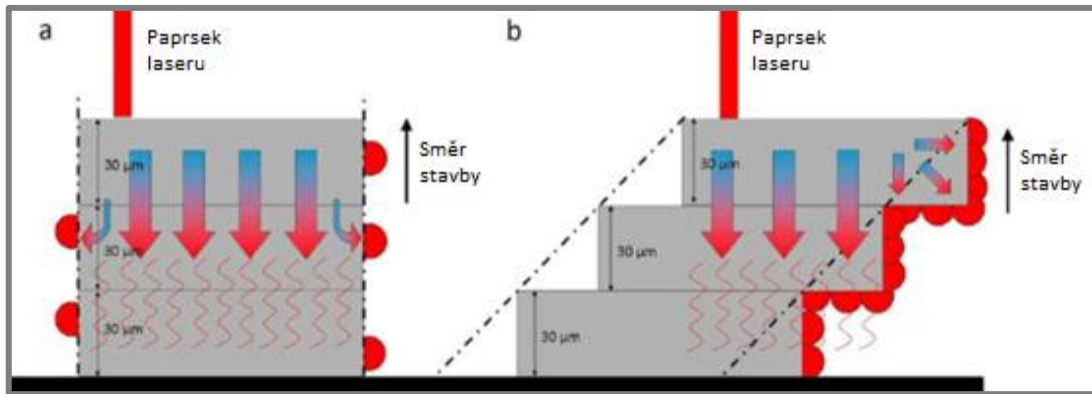 a
Paprsek
laseru
Směr
stavby
30 µm
30 µm
30 µm
b
Paprsek
laseru
Směr
stavby
30 µm
30 µm
30 µm